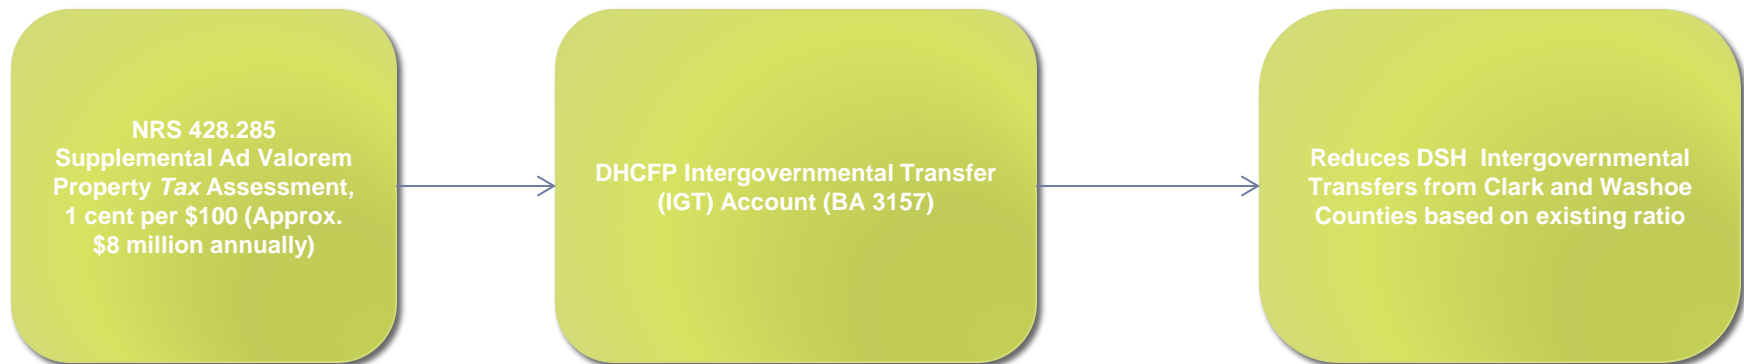 NRS 428.285
Supplemental Ad Valorem
Property Tax Assessment,
1 cent per $100 (Approx.
$8 million annually)
DHCFP Intergovernmental Transfer
(IGT) Account (BA 3157)
Reduces DSH  Intergovernmental
Transfers from Clark and Washoe
Counties based on existing ratio